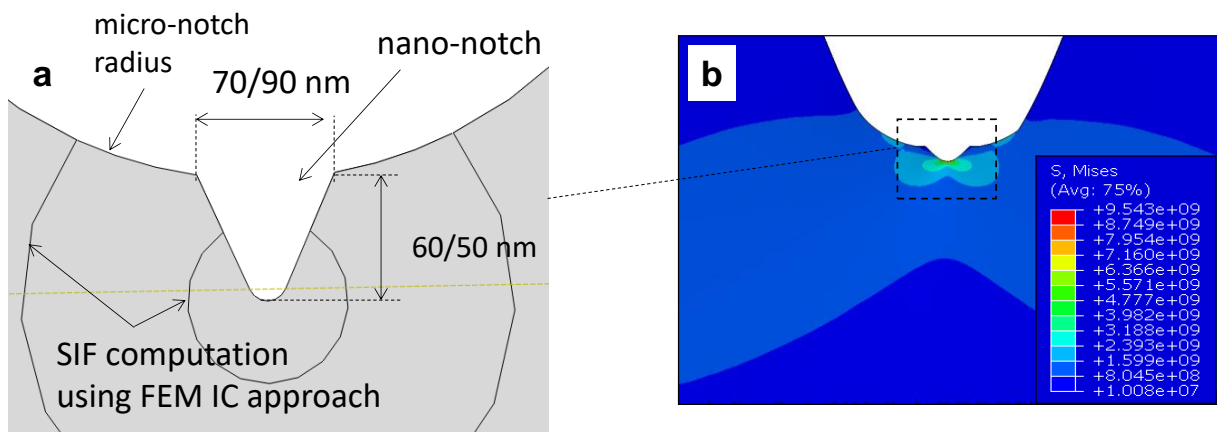 micro-notch
radius
a
70/90 nm
nano-notch
60/50 nm
SIF computation
using FEM IC approach
b
S, Mises
(Avg: 75%)
+9.543e+09
+8.749e+09
+7.954e+09
+7.160e+09
+6.366e+09
+5.571e+09
+4.777e+09
+3.982e+09
+3.188e+09
+2.393e+09
+1.599e+09
+8.045e+08
+1.008e+07